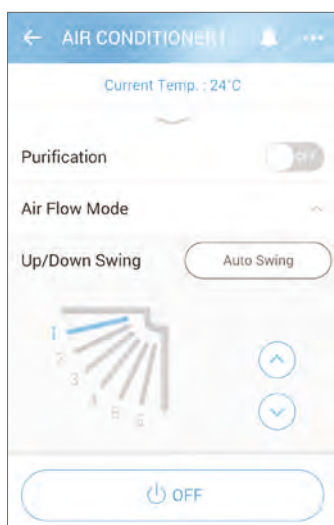 AIR CONDITIONER1
Current Temp. : 24°C
Purification
OFF
Air Flow Mode
Up/Down Swing
Auto Swing
1
2
3
4
5
6
OFF